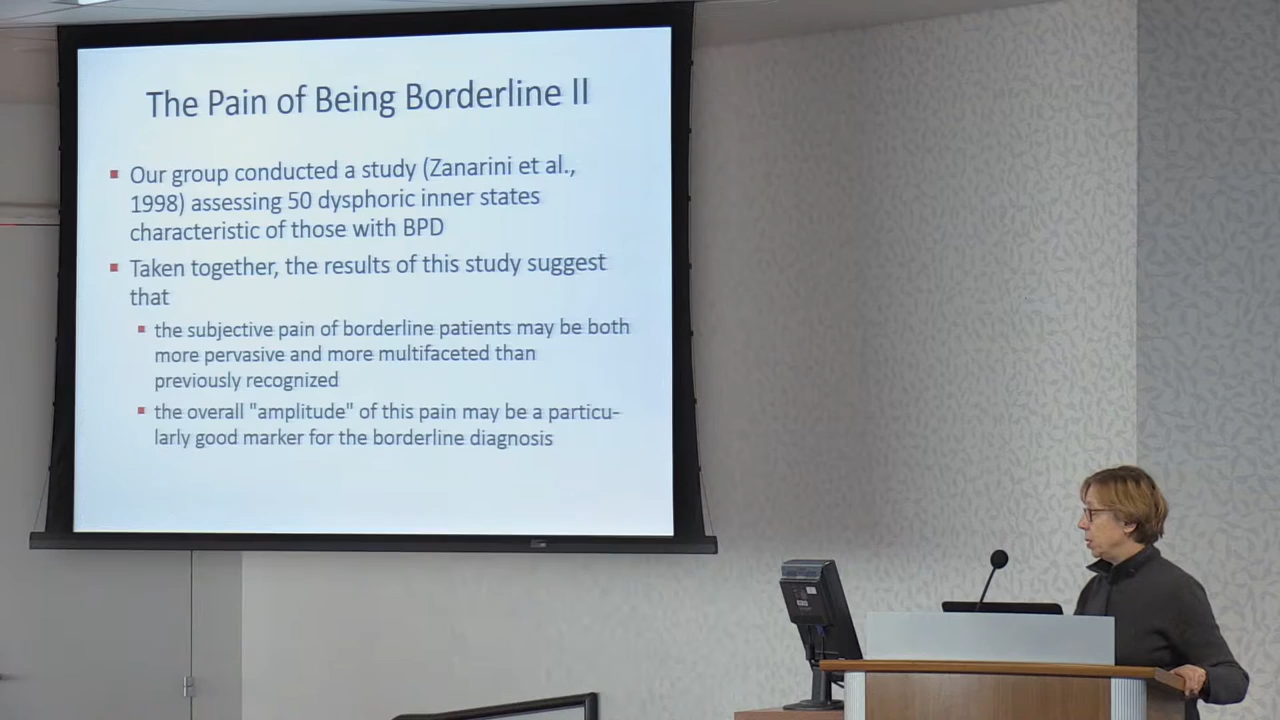 The Pain of Being Borderline II
Our group conducted a study (Zanarini et al.,
1998) assessing 50 dysphoric inner states
characteristic of those with BPD
Taken together, the results of this study suggest
that
the subjective pain of borderline patients may be both
more pervasive and more multifaceted than
previously recognized
the overall "amplitude" of this pain may be a particu-
larly good marker for the borderline diagnosis